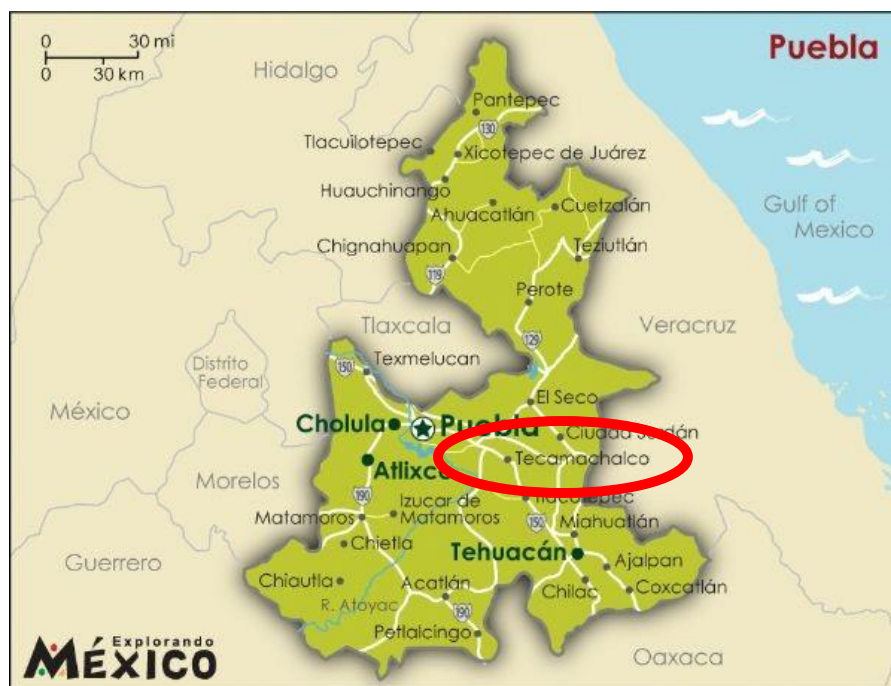 0 30 mi
0 30 km
Puebla
Hidalgo
Pantepec
130
Tlacuilotepec
Xicotepec de Juárez
Huauchinango
Ahuacatlán
Cuetzalán
Gulf of
Mexico
Chignahuapan
Teziutlán
119
Perote
Tlaxcala
Veracruz
129
Distrito
Federal
150
Texmelucan
México
El Seco
Cholula
Puebla
Ciudad
Tecamachalco
Morelos
190
Izucar de
Matamoros
Matamoros
150
Miahuatlán
Guerrero
Chietla
Tehuacán
Ajalpan
Chiautla
Acatlán
Chilac
Coxcatlán
R. Atoyac
190
Petlalcingo
Explorando
MÉXICO
Oaxaca